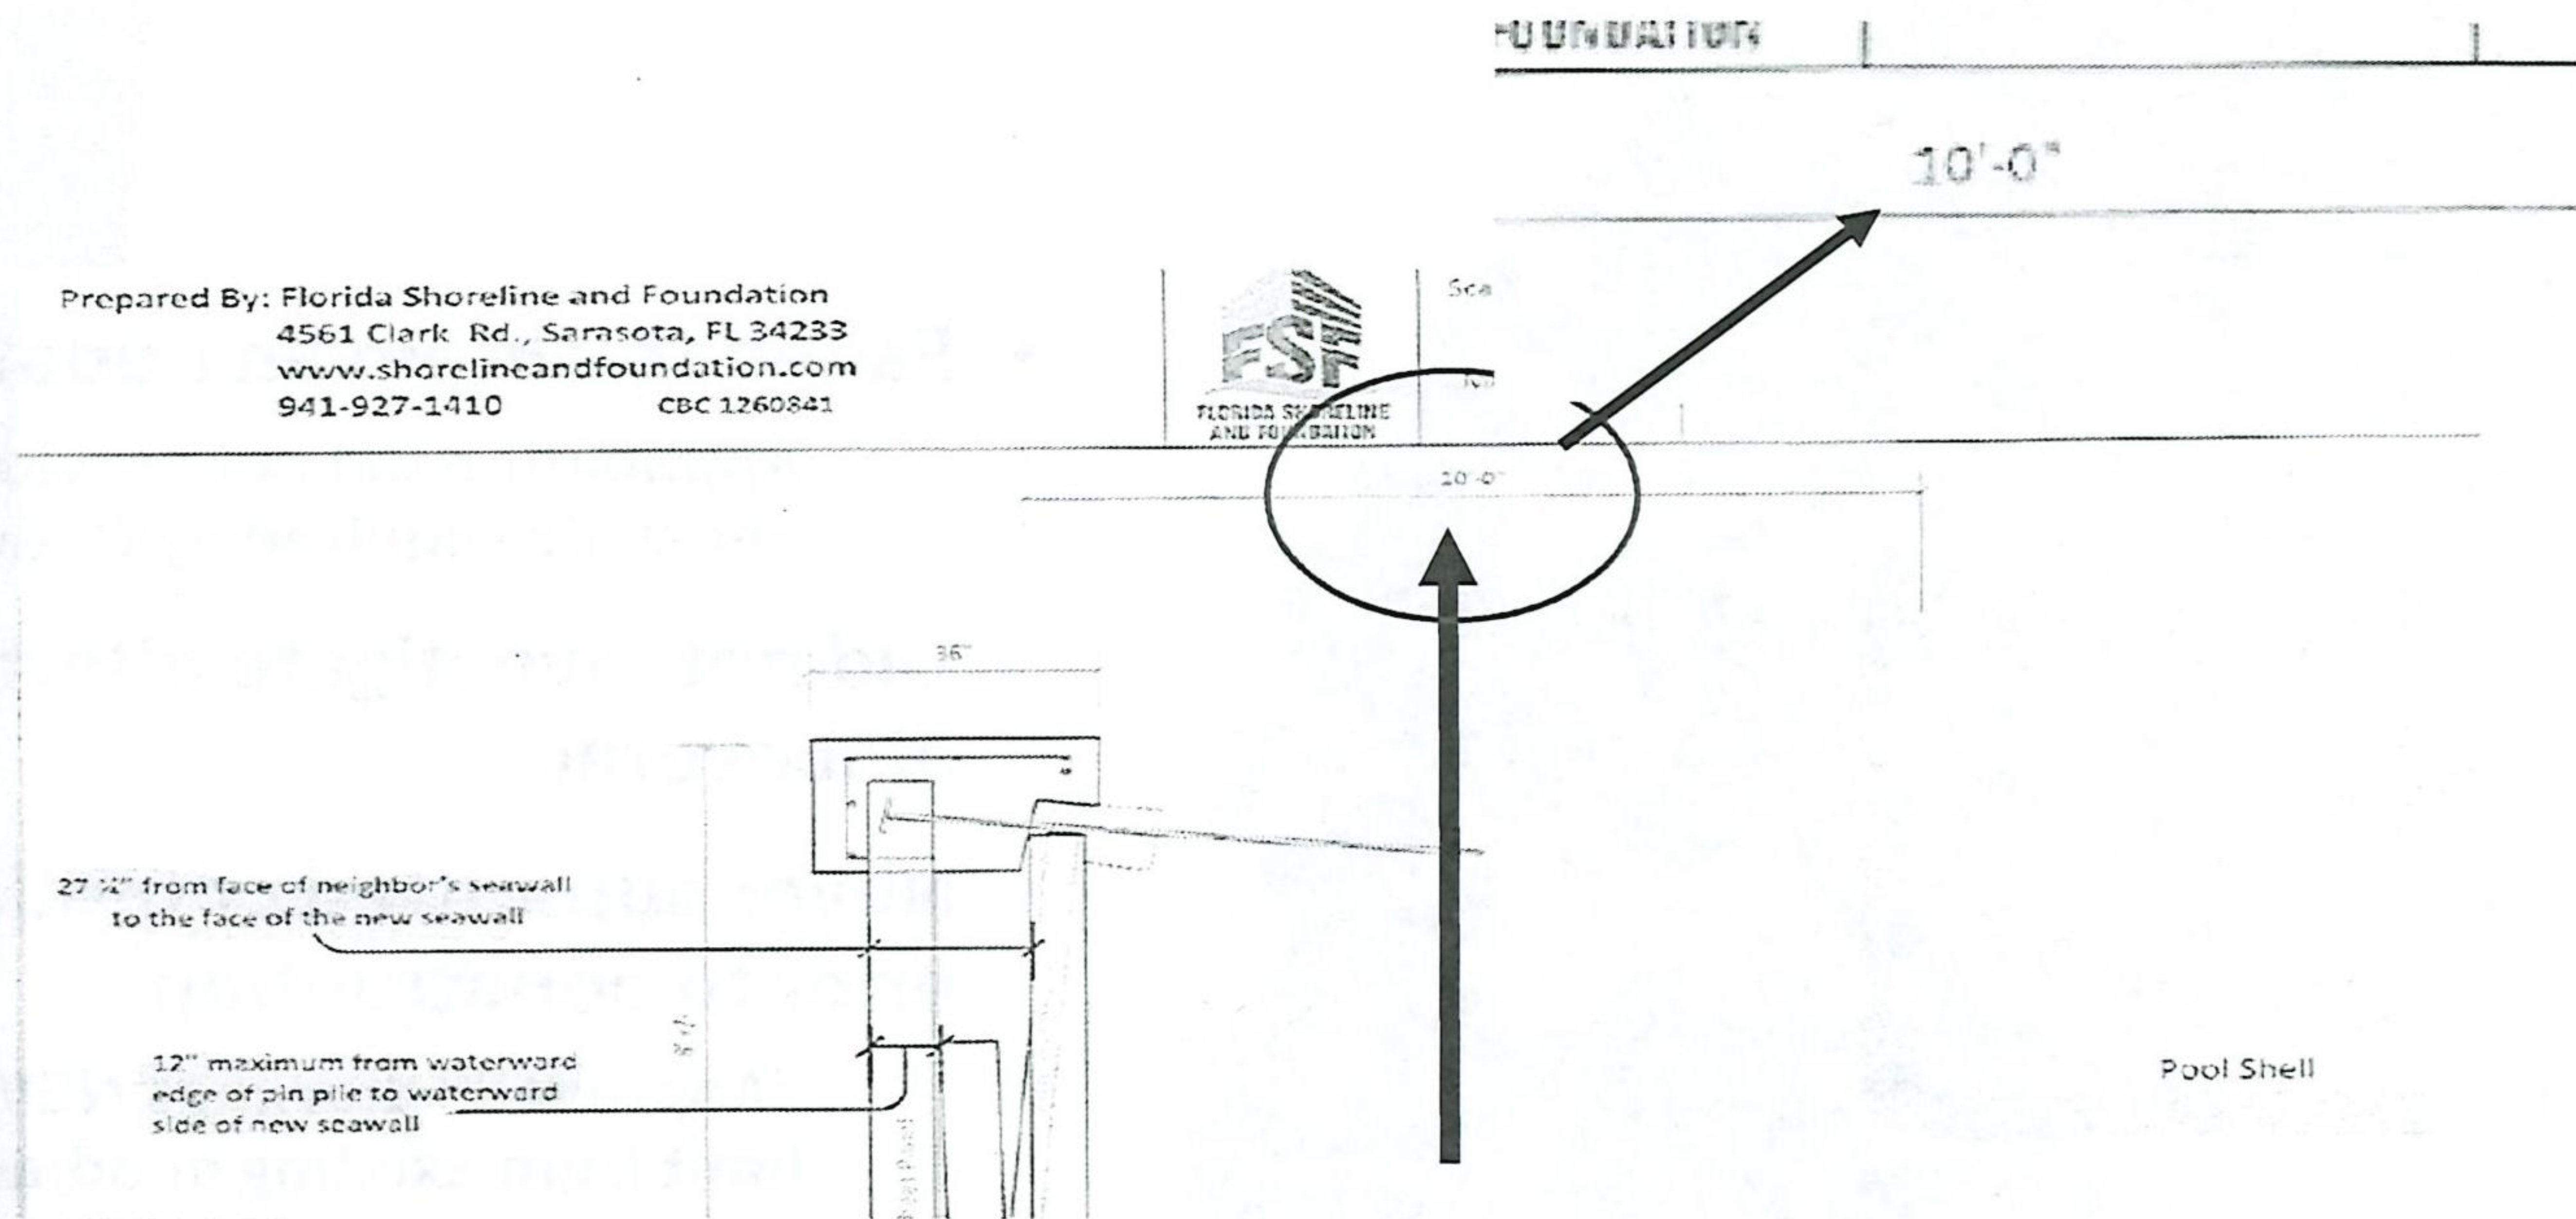 FOUNDATION
10'-0"
Prepared By: Florida Shoreline and Foundation
4561 Clark Rd., Sarasota, FL 34233
www.shorelineandfoundation.com
941-927-1410 CBC 1260841
FSF
FLORIDA SHORELINE
AND FOUNDATION
Sca
10'-0"
36"
27 ¾" from face of neighbor's seawall
to the face of the new seawall
12" maximum from waterward
edge of pin pile to waterward
side of new seawall
Pool Shell